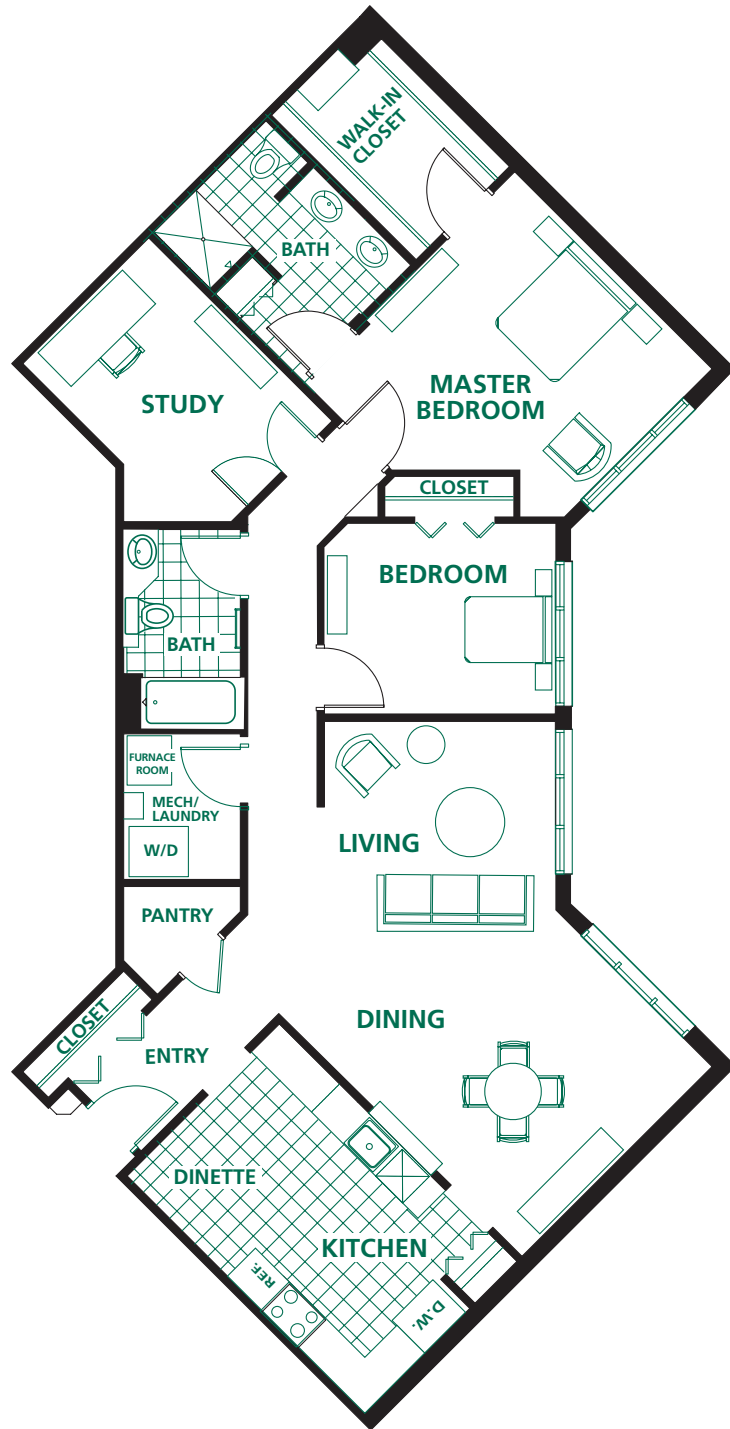 WALK-IN
CLOSET
BATH
STUDY
MASTER
BEDROOM
CLOSET
BEDROOM
BATH
FURNACE
ROOM
MECH/
LAUNDRY
W/D
LIVING
PANTRY
DINING
CLOSET
ENTRY
DINETTE
KITCHEN
REF.
D.W.